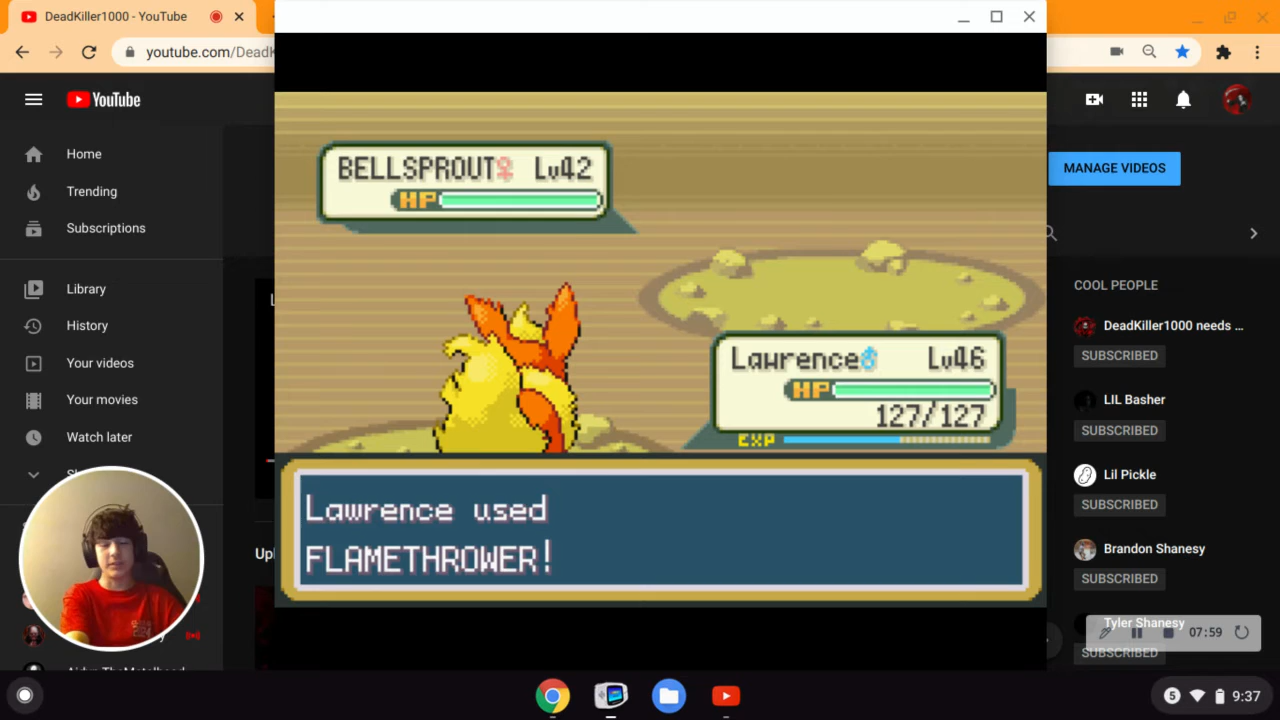 DeadKiller1000 - YouTube
youtube.com/Deadk
YouTube
Home
Trending
Subscriptions
Library
History
Your videos
Your movies
Watch later
Upl
BELLSPROUT♀ Lv42
HP
Lawrence♂ Lv46
HP
127/127
EXP
Lawrence used
FLAMETHROWER!
MANAGE VIDEOS
COOL PEOPLE
DeadKiller1000 needs ...
SUBSCRIBED
LIL Basher
SUBSCRIBED
Lil Pickle
SUBSCRIBED
Brandon Shanesy
SUBSCRIBED
Tyler Shanesy
SUBSCRIBED
07:59
5
9:37